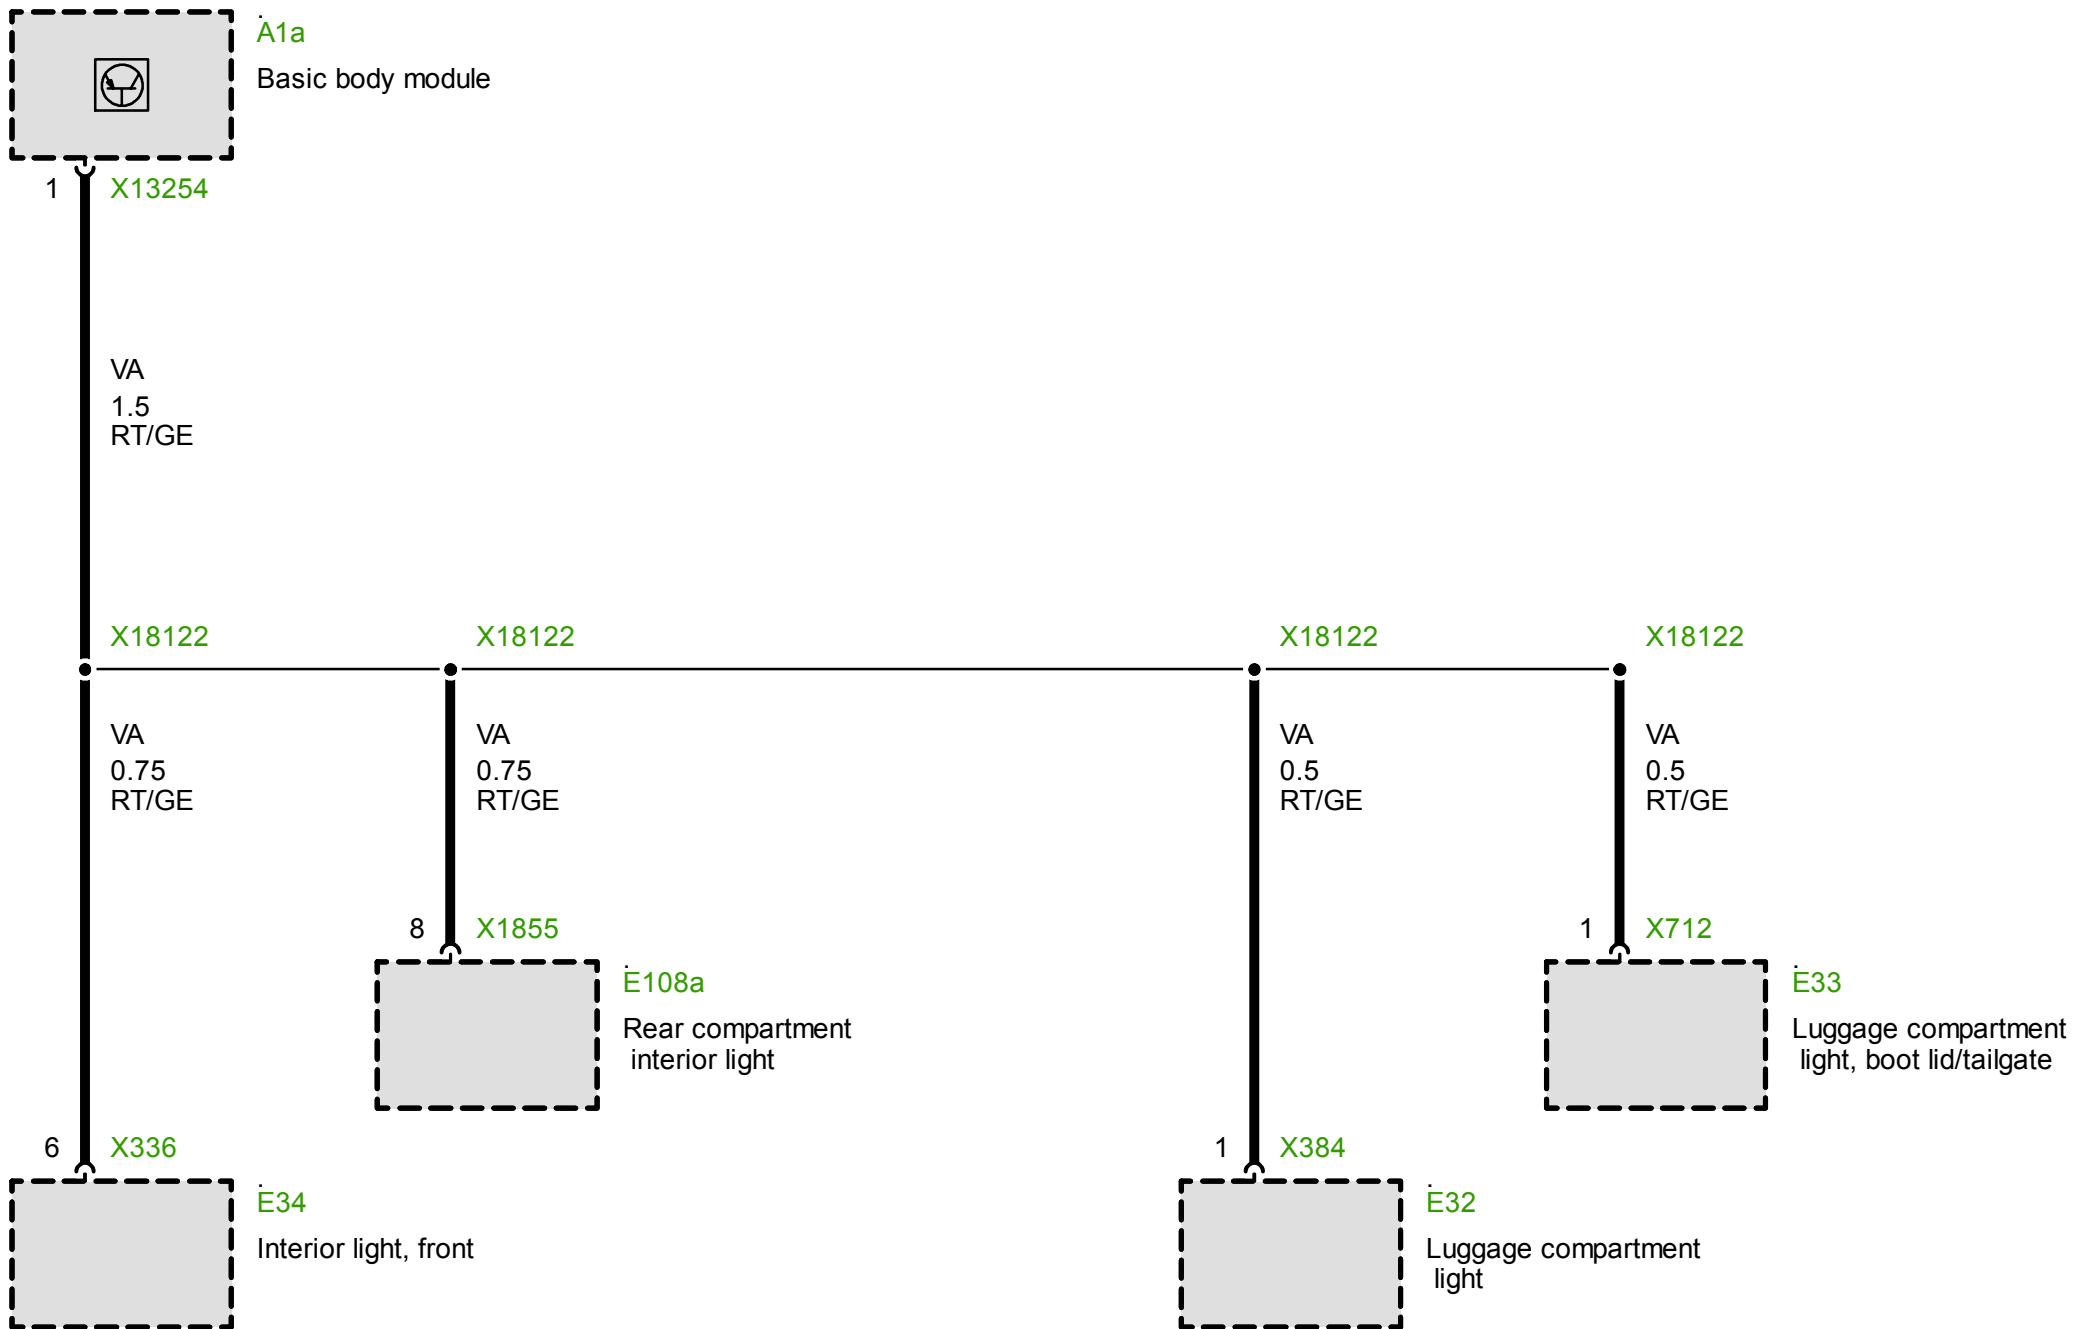 A1a
Basic body module
1
X13254
VA
1.5
RT/GE
X18122
X18122
X18122
X18122
VA
0.75
RT/GE
VA
0.75
RT/GE
VA
0.5
RT/GE
VA
0.5
RT/GE
8
X1855
1
X712
E108a
Rear compartment
interior light
E33
Luggage compartment
light, boot lid/tailgate
6
X336
1
X384
E34
Interior light, front
E32
Luggage compartment
light